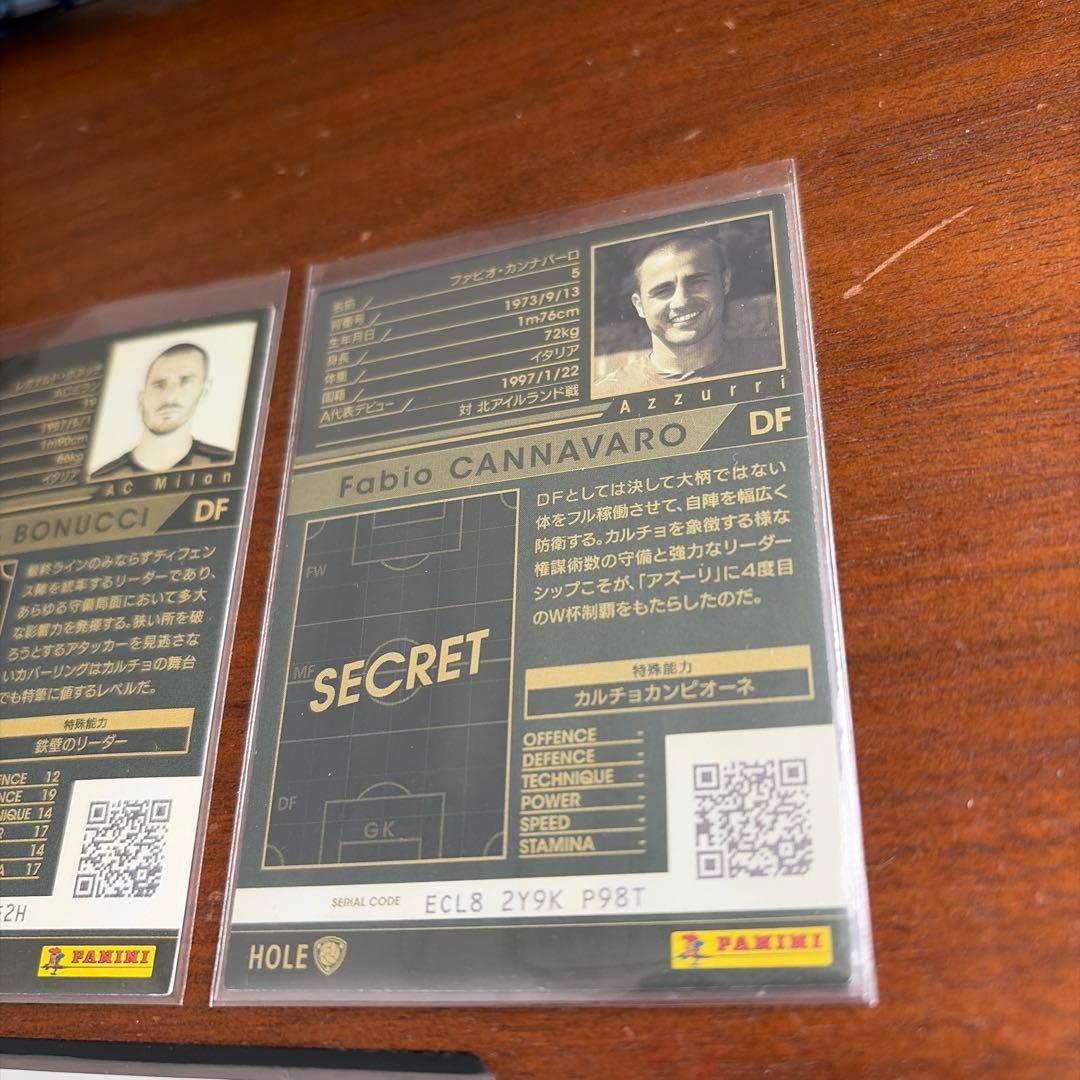 AC Milan
BONUCCI
DF
最終ラインのみならずディフェン
ス陣を統率するリーダーであり、
あらゆる守備局面において多大
な影響力を発揮する。狭い所を破
ろうとするアタッカーを見逃さな
いカバーリングはカルチョの舞台
でも特筆に値するレベルだ。
特殊能力
鉄壁のリーダー
ENCE 12
NCE 19
NIQUE 14
R 17
14
A 17
E2H
PANINI
名前 ファビオ・カンナバーロ
背番号 5
生年月日 1973/9/13
身長 1m76cm
体重 72kg
国籍 イタリア
A代表デビュー 1997/1/22
対 北アイルランド戦
Azzurri
Fabio CANNAVARO
DF
DFとしては決して大柄ではない
体をフル稼働させて、自陣を幅広く
防衛する。カルチョを象徴する様な
権謀術数の守備と強力なリーダー
シップこそが、「アズーリ」に4度目
のW杯制覇をもたらしたのだ。
FW
MF
SECRET
DF
GK
特殊能力
カルチョカンピオーネ
OFFENCE -
DEFENCE -
TECHNIQUE -
POWER -
SPEED -
STAMINA -
SERIAL CODE ECL8 2Y9K P98T
HOLE
PANINI